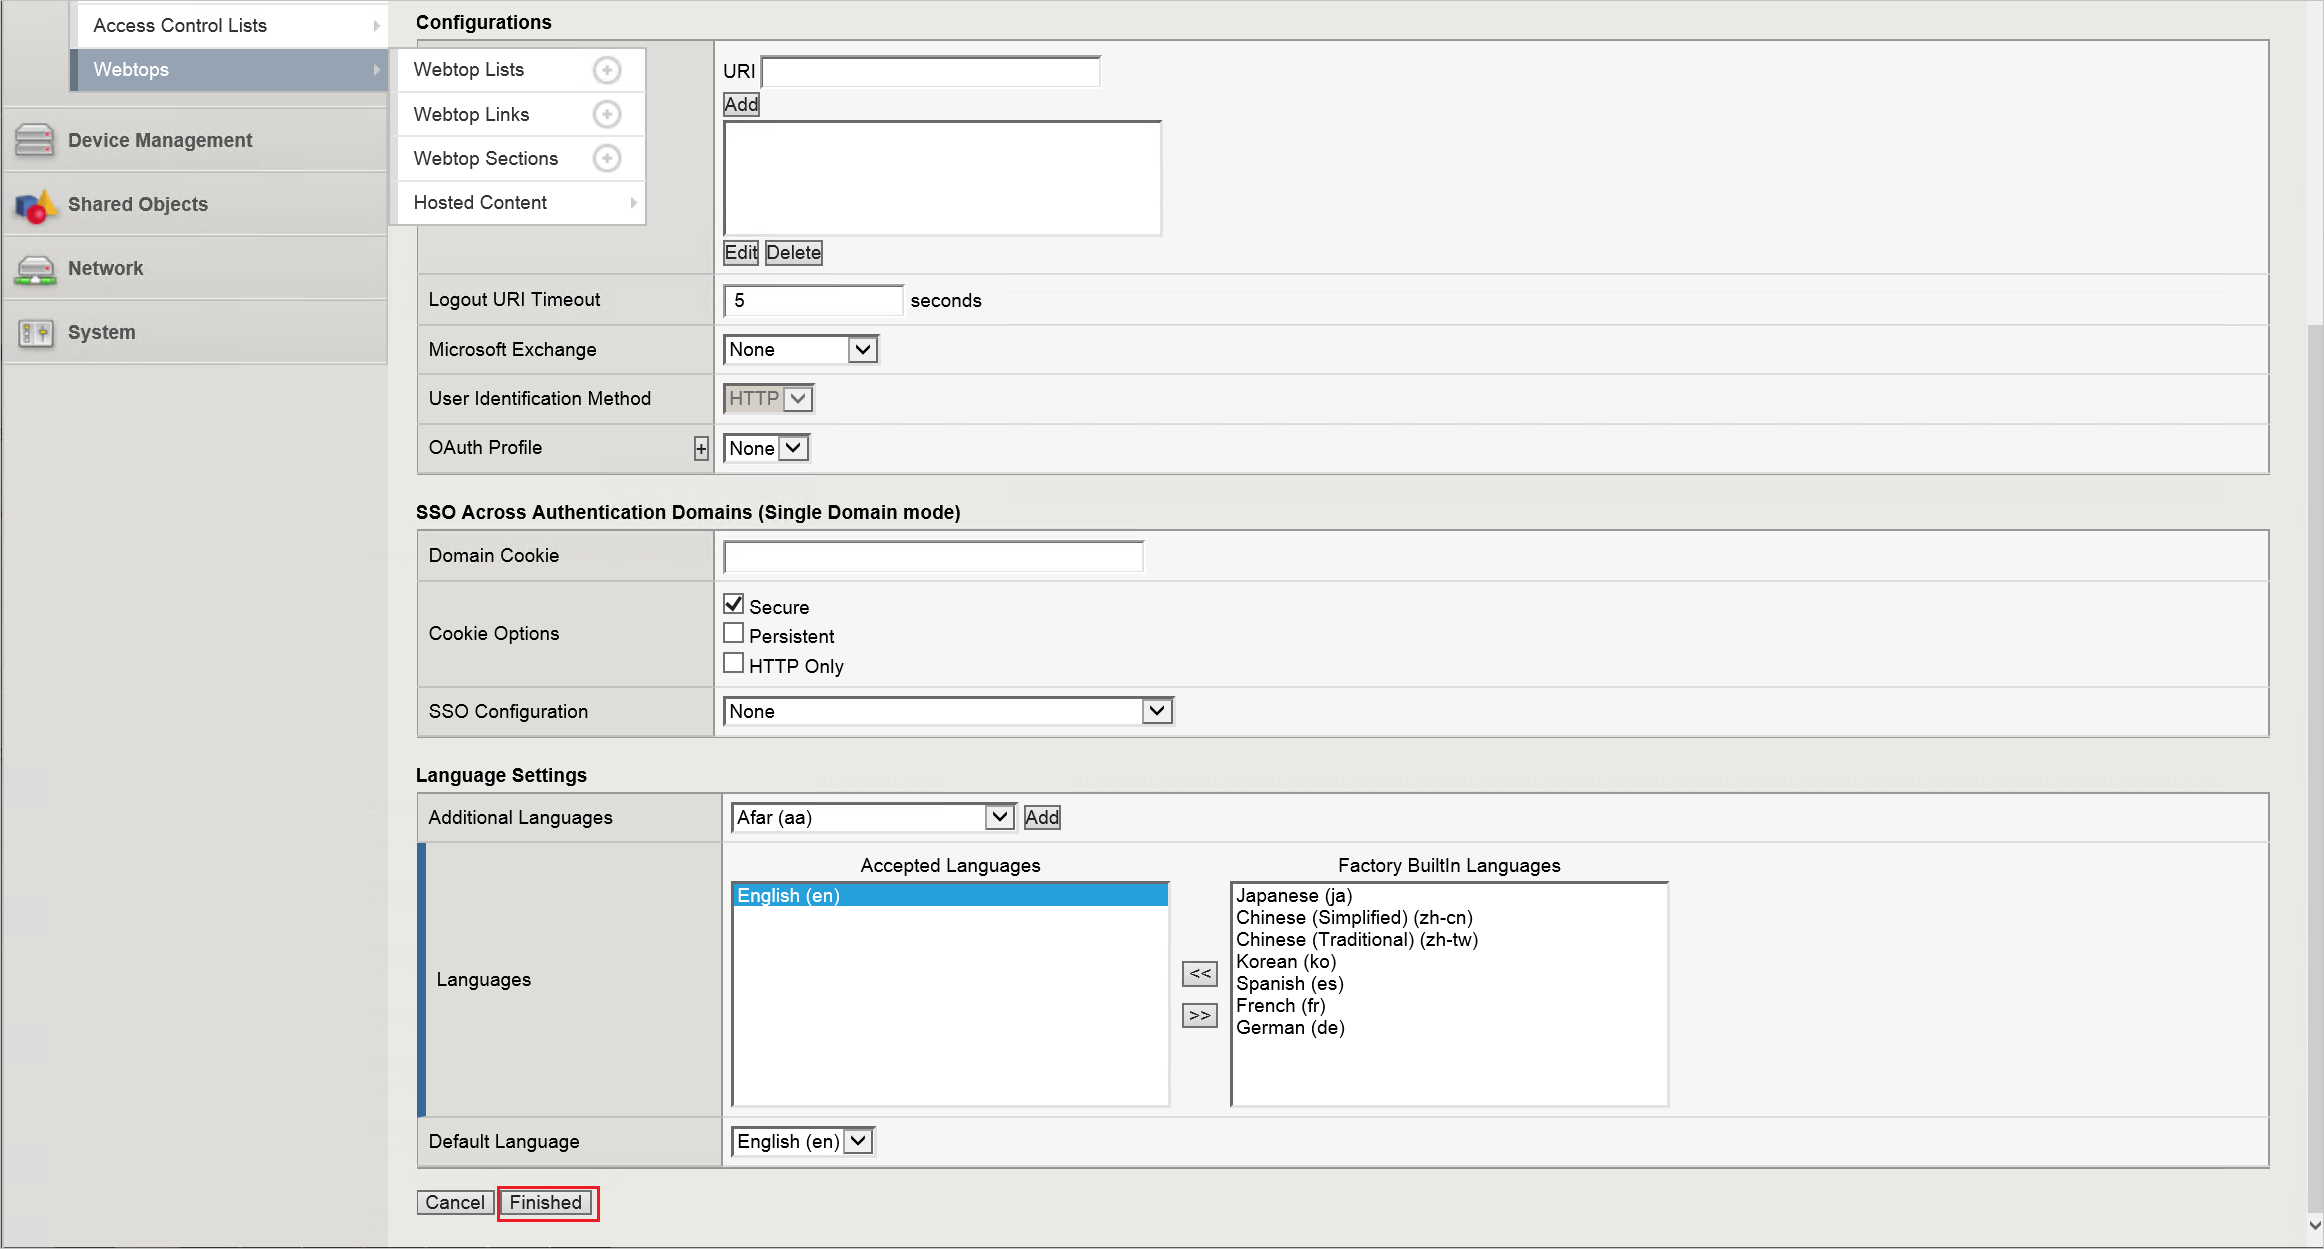 Access Control Lists
Webtops
Webtop Lists
Webtop Links
Webtop Sections
Hosted Content
Device Management
Shared Objects
Network
System
Configurations
URI
Add
Edit Delete
Logout URI Timeout 5 seconds
Microsoft Exchange None
User Identification Method HTTP
OAuth Profile + None
SSO Across Authentication Domains (Single Domain mode)
Domain Cookie
Cookie Options
Secure
Persistent
HTTP Only
SSO Configuration None
Language Settings
Additional Languages Afar (aa) Add
Languages
Accepted Languages
English (en)
<<
>>
Factory BuiltIn Languages
Japanese (ja)
Chinese (Simplified) (zh-cn)
Chinese (Traditional) (zh-tw)
Korean (ko)
Spanish (es)
French (fr)
German (de)
Default Language English (en)
Cancel Finished